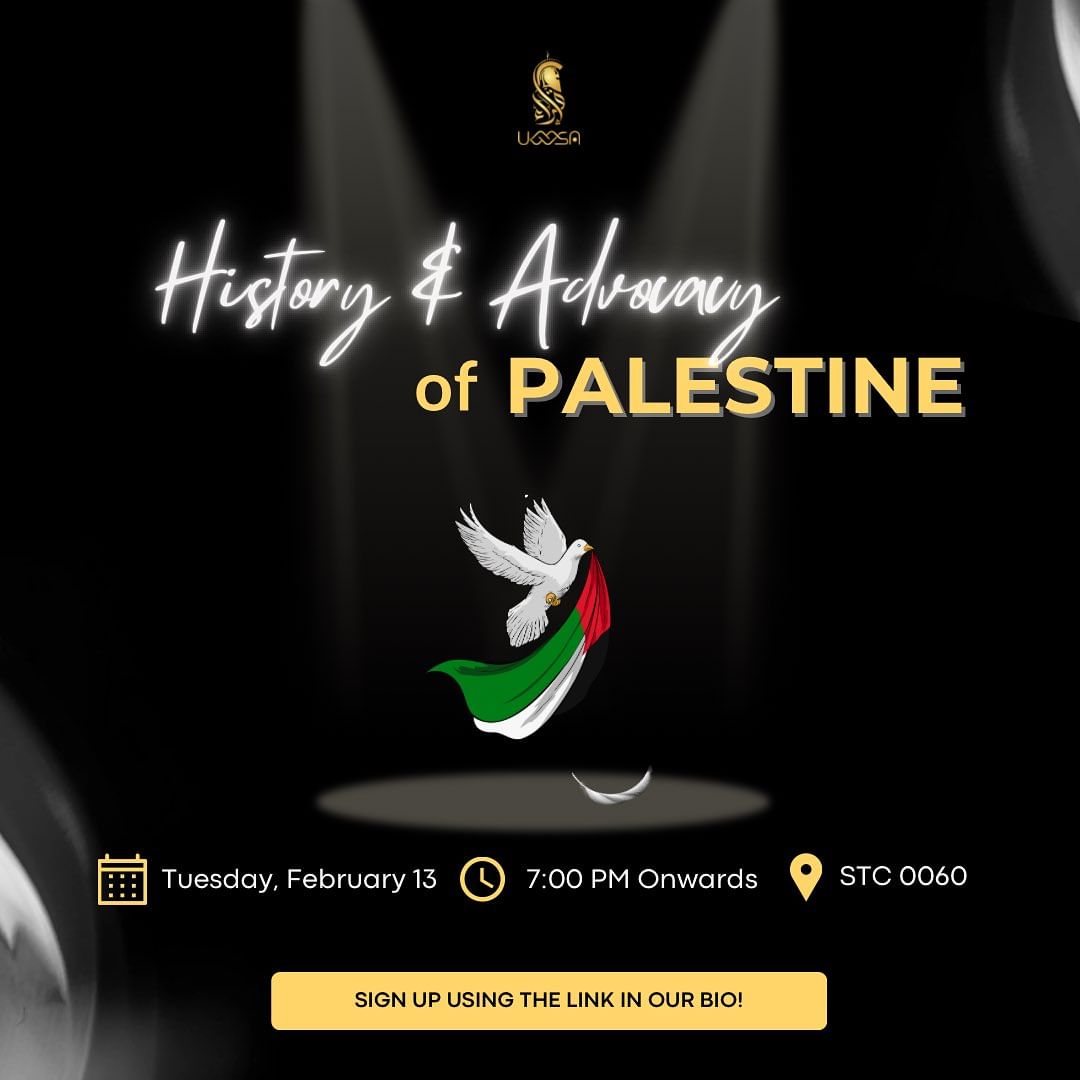 History & Advocacy
of PALESTINE
Tuesday, February 13
7:00 PM Onwards
STC 0060
SIGN UP USING THE LINK IN OUR BIO!